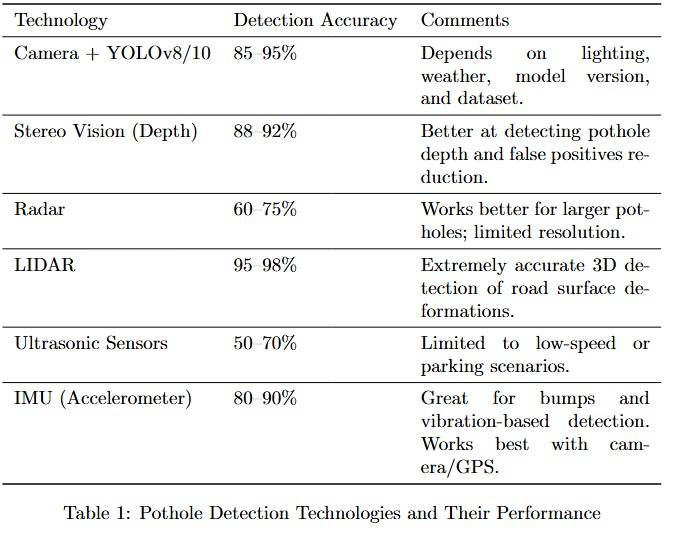 Technology Detection Accuracy Comments
Camera + YOLOv8/10 85–95% Depends on lighting,
weather, model version,
and dataset.
Stereo Vision (Depth) 88–92% Better at detecting pothole
depth and false positives re-
duction.
Radar 60–75% Works better for larger pot-
holes; limited resolution.
LIDAR 95–98% Extremely accurate 3D de-
tection of road surface de-
formations.
Ultrasonic Sensors 50–70% Limited to low-speed or
parking scenarios.
IMU (Accelerometer) 80–90% Great for bumps and
vibration-based detection.
Works best with cam-
era/GPS.
Table 1: Pothole Detection Technologies and Their Performance